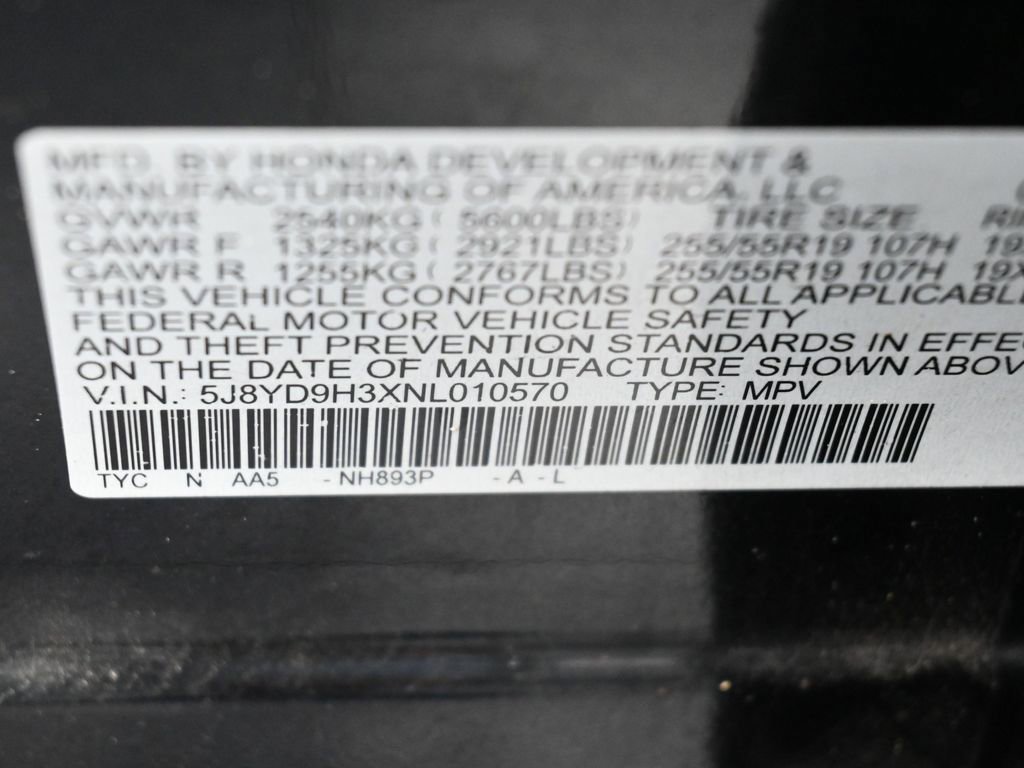 MFD. BY HONDA DEVELOPMENT &
MANUFACTURING OF AMERICA, LLC
GVWR 2540KG ( 5600LBS) TIRE SIZE
GAWR F 1325KG ( 2921LBS) 255/55R19 107H
GAWR R 1255KG ( 2767LBS) 255/55R19 107H
THIS VEHICLE CONFORMS TO ALL APPLICABLE
FEDERAL MOTOR VEHICLE SAFETY
AND THEFT PREVENTION STANDARDS IN EFFE
ON THE DATE OF MANUFACTURE SHOWN ABOV
V.I.N.: 5J8YD9H3XNL010570 TYPE: MPV
TYC N AA5 -NH893P -A -L